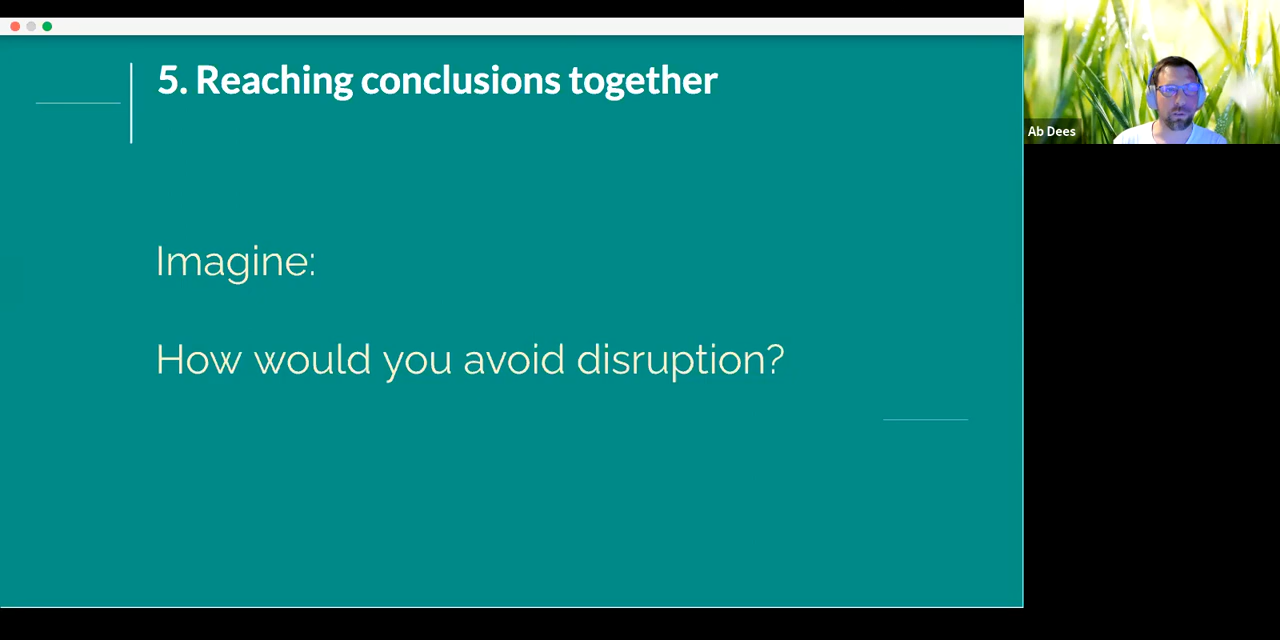 5. Reaching conclusions together
Imagine:
How would you avoid disruption?
Ab Dees